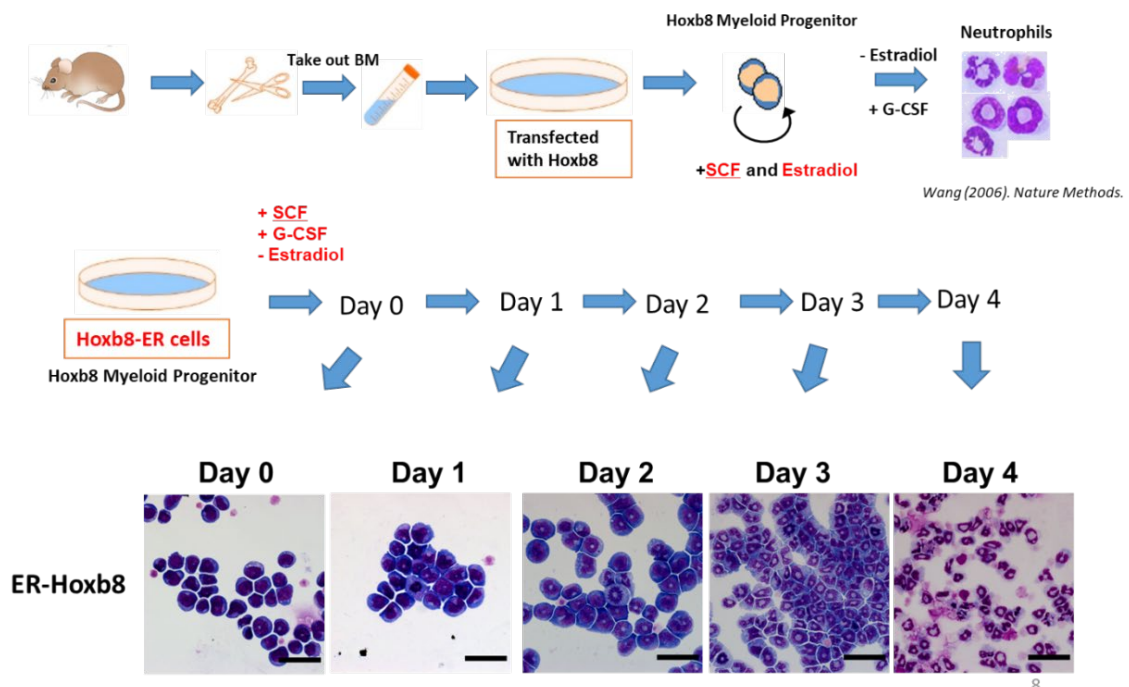 Hoxb8 Myeloid Progenitor
Neutrophils
Take out BM
- Estradiol
+ G-CSF
Transfected
with Hoxb8
+SCF and Estradiol
Wang (2006). Nature Methods.
+ SCF
+ G-CSF
- Estradiol
Day 0
Day 1
Day 2
Day 3
Day 4
Hoxb8-ER cells
Hoxb8 Myeloid Progenitor
Day 0
Day 1
Day 2
Day 3
Day 4
ER-Hoxb8
8